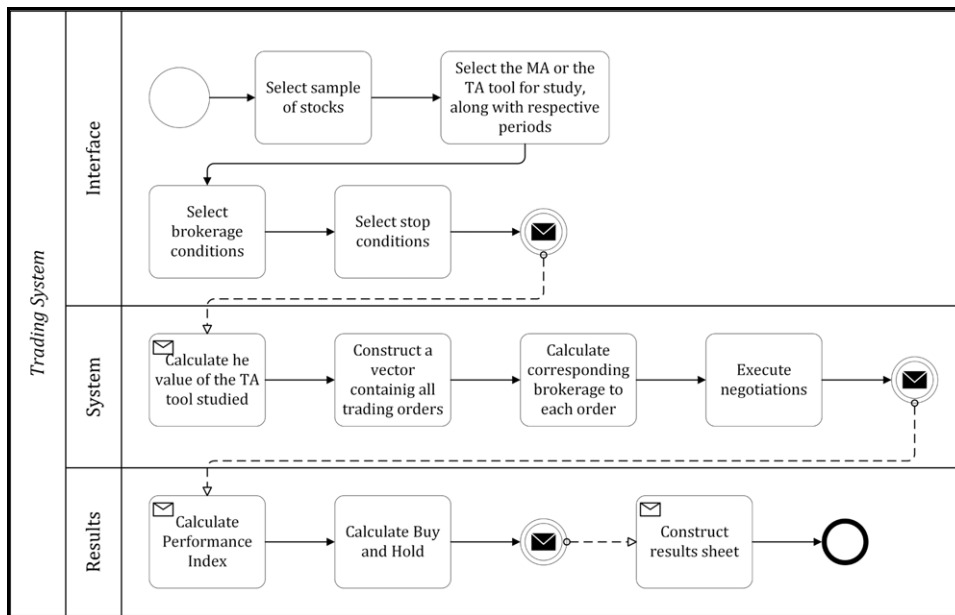 Trading System
Interface
Select sample
of stocks
Select the MA or the
TA tool for study,
along with respective
periods
Select
brokerage
conditions
Select stop
conditions
System
Calculate he
value of the TA
tool studied
Construct a
vector
containig all
trading orders
Calculate
corresponding
brokerage to
each order
Execute
negotiations
Results
Calculate
Performance
Index
Calculate Buy
and Hold
Construct
results sheet